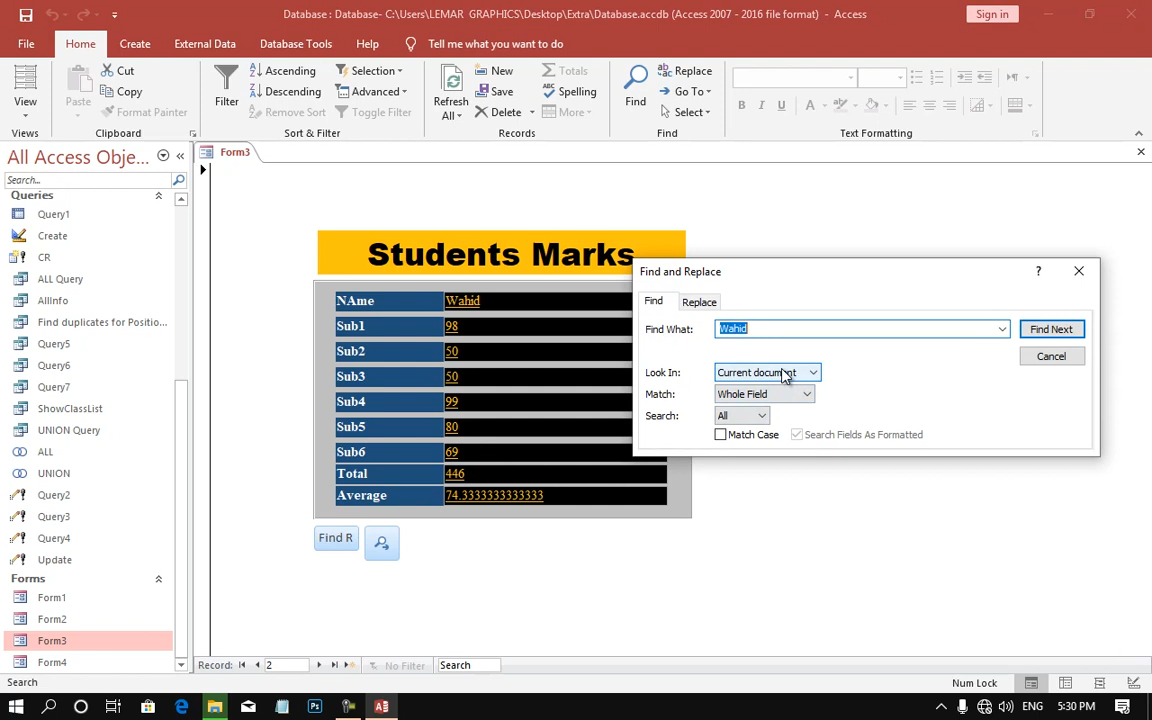 Database : Database- C:\Users\LEMAR GRAPHICS\Desktop\Extra\Database.accdb (Access 2007 - 2016 file format) - Access
Sign in
File
Home
Create
External Data
Database Tools
Help
Tell me what you want to do
View
Views
Paste
Cut
Copy
Format Painter
Clipboard
Filter
Ascending
Descending
Remove Sort
Selection
Advanced
Toggle Filter
Sort & Filter
Refresh All
New
Save
Delete
Totals
Spelling
More
Records
Find
Replace
Go To
Select
Find
B I U A
Text Formatting
All Access Obje...
Search...
Queries
Query1
Create
CR
ALL Query
AllInfo
Find duplicates for Positio...
Query5
Query6
Query7
ShowClassList
UNION Query
ALL
UNION
Query2
Query3
Query4
Update
Forms
Form1
Form2
Form3
Form4
Form3
Students Marks
NAme Wahid
Sub1 98
Sub2 50
Sub3 50
Sub4 99
Sub5 80
Sub6 69
Total 446
Average 74.3333333333333
Find R
Find and Replace
Find
Replace
Find What: Wahid
Find Next
Cancel
Look In: Current document
Match: Whole Field
Search: All
Match Case
Search Fields As Formatted
Record: 2
No Filter
Search
Search
Num Lock
ENG
5:30 PM